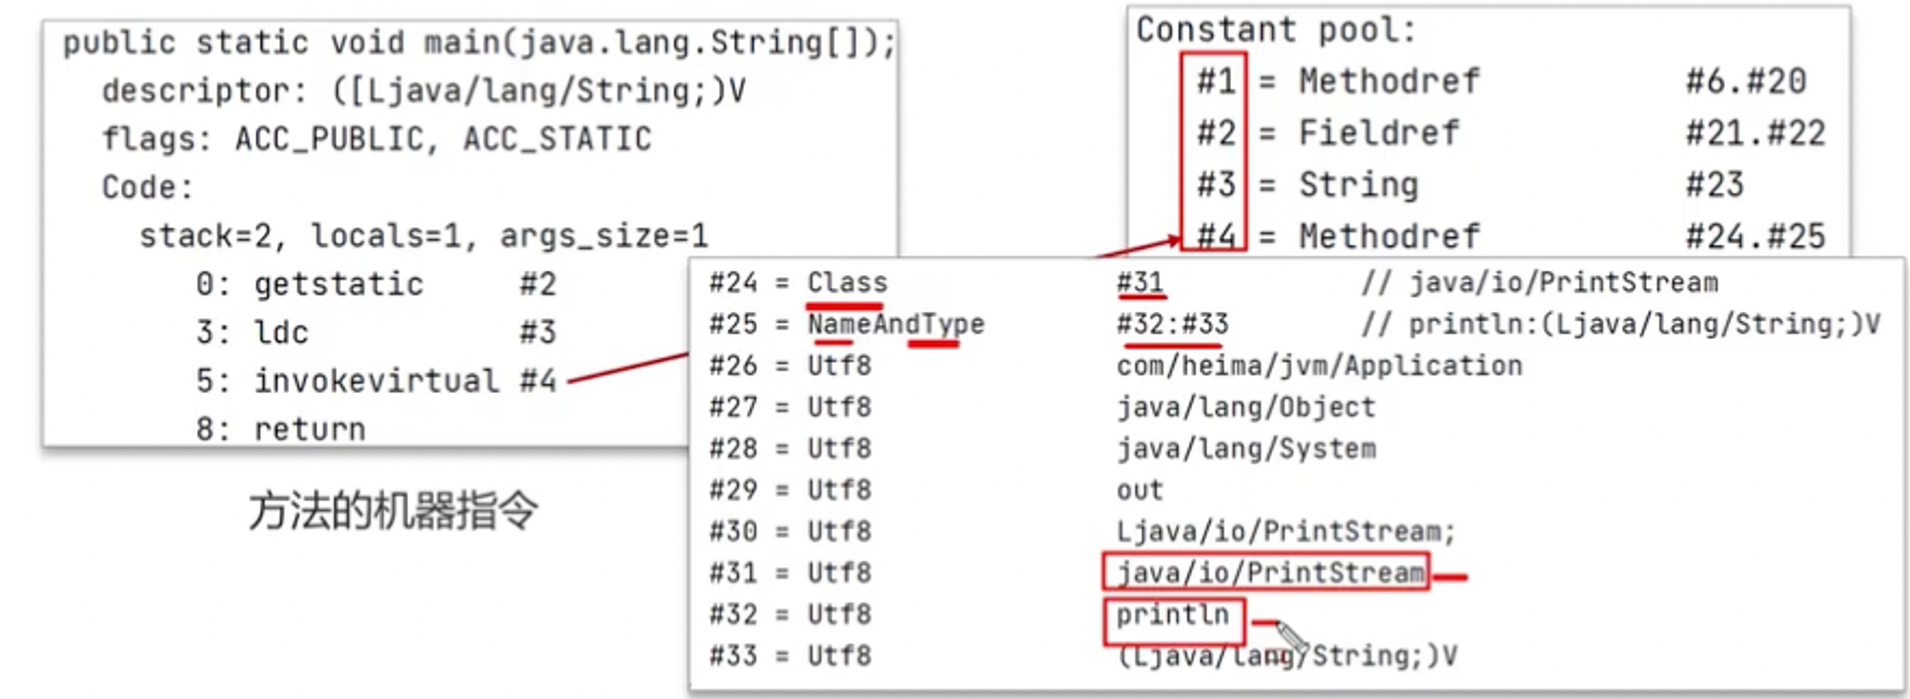 public static void main(java.lang.String[]);
descriptor: ([Ljava/lang/String;)V
flags: ACC_PUBLIC, ACC_STATIC
Code:
stack=2, locals=1, args_size=1
0: getstatic #2
3: ldc #3
5: invokevirtual #4
8: return
方法的机器指令
Constant pool:
#1 = Methodref #6.#20
#2 = Fieldref #21.#22
#3 = String #23
#4 = Methodref #24.#25
#24 = Class #31 // java/io/PrintStream
#25 = NameAndType #32:#33 // println:(Ljava/lang/String;)V
#26 = Utf8 com/heima/jvm/Application
#27 = Utf8 java/lang/Object
#28 = Utf8 java/lang/System
#29 = Utf8 out
#30 = Utf8 Ljava/io/PrintStream;
#31 = Utf8 java/io/PrintStream
#32 = Utf8 println
#33 = Utf8 (Ljava/lang/String;)V